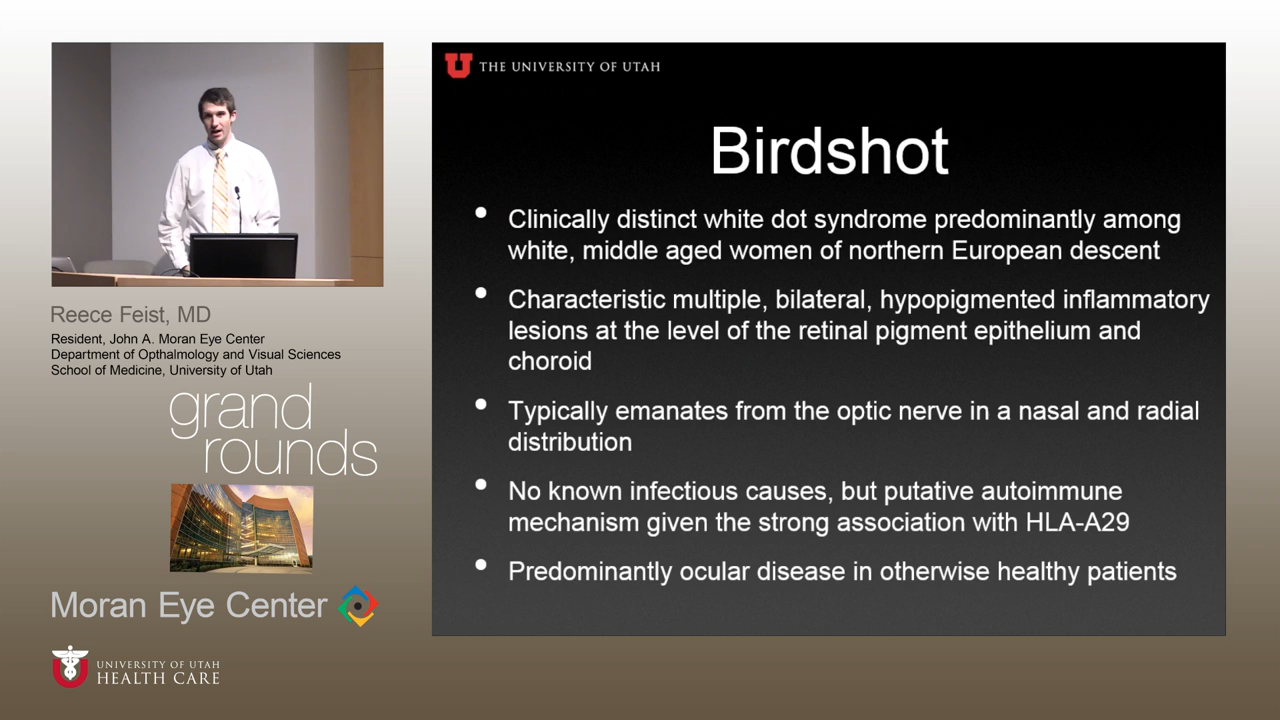 Reece Feist, MD
Resident, John A. Moran Eye Center
Department of Opthalmology and Visual Sciences
School of Medicine, University of Utah
grand
rounds
Moran Eye Center
UNIVERSITY OF UTAH
HEALTH CARE
U THE UNIVERSITY OF UTAH
Birdshot
• Clinically distinct white dot syndrome predominantly among
white, middle aged women of northern European descent
• Characteristic multiple, bilateral, hypopigmented inflammatory
lesions at the level of the retinal pigment epithelium and
choroid
• Typically emanates from the optic nerve in a nasal and radial
distribution
• No known infectious causes, but putative autoimmune
mechanism given the strong association with HLA-A29
• Predominantly ocular disease in otherwise healthy patients